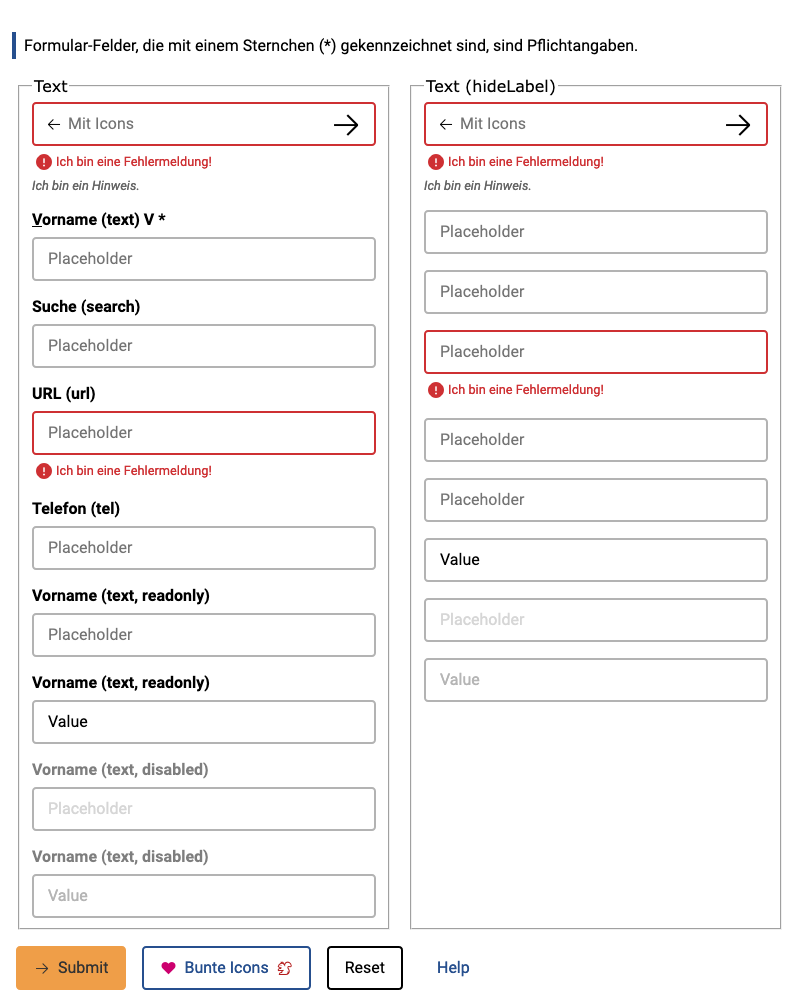 Formular-Felder, die mit einem Sternchen (*) gekennzeichnet sind, sind Pflichtangaben.
Text
Mit Icons
Ich bin eine Fehlermeldung!
Ich bin ein Hinweis.
Vorname (text) V *
Placeholder
Suche (search)
Placeholder
URL (url)
Placeholder
Ich bin eine Fehlermeldung!
Telefon (tel)
Placeholder
Vorname (text, readonly)
Placeholder
Vorname (text, readonly)
Value
Vorname (text, disabled)
Placeholder
Vorname (text, disabled)
Value
Text (hideLabel)
Mit Icons
Ich bin eine Fehlermeldung!
Ich bin ein Hinweis.
Placeholder
Placeholder
Placeholder
Ich bin eine Fehlermeldung!
Placeholder
Placeholder
Value
Placeholder
Value
Submit
Bunte Icons
Reset
Help